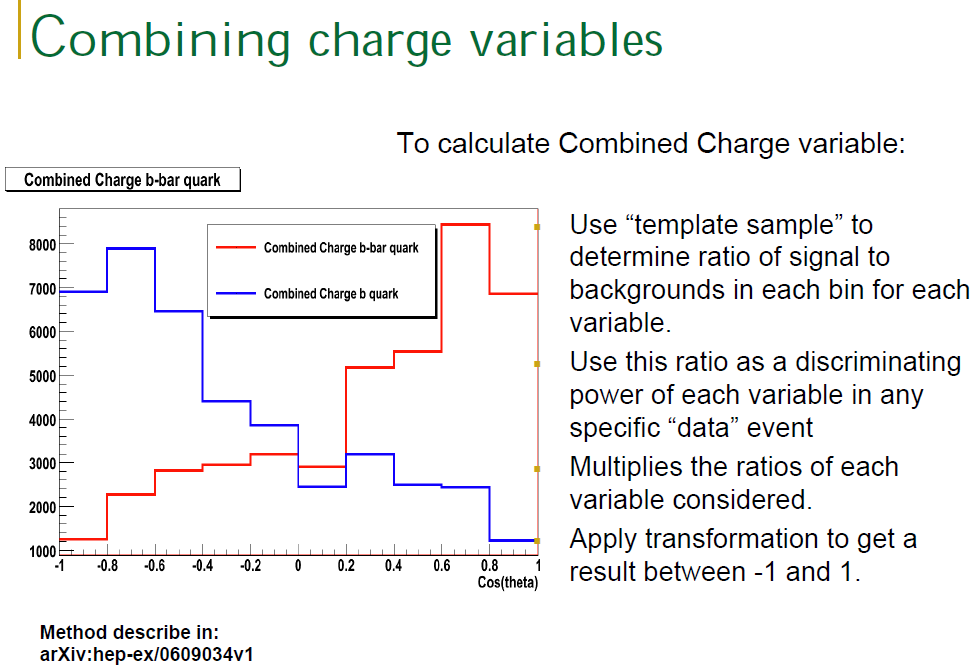 Combining charge variables
To calculate Combined Charge variable:
Combined Charge b-bar quark
Combined Charge b-bar quark
Combined Charge b quark
8000
7000
6000
5000
4000
3000
2000
1000
-1 -0.8 -0.6 -0.4 -0.2 0 0.2 0.4 0.6 0.8 1
Cos(theta)
Use “template sample” to
determine ratio of signal to
backgrounds in each bin for each
variable.
Use this ratio as a discriminating
power of each variable in any
specific “data” event
Multiplies the ratios of each
variable considered.
Apply transformation to get a
result between -1 and 1.
Method describe in:
arXiv:hep-ex/0609034v1